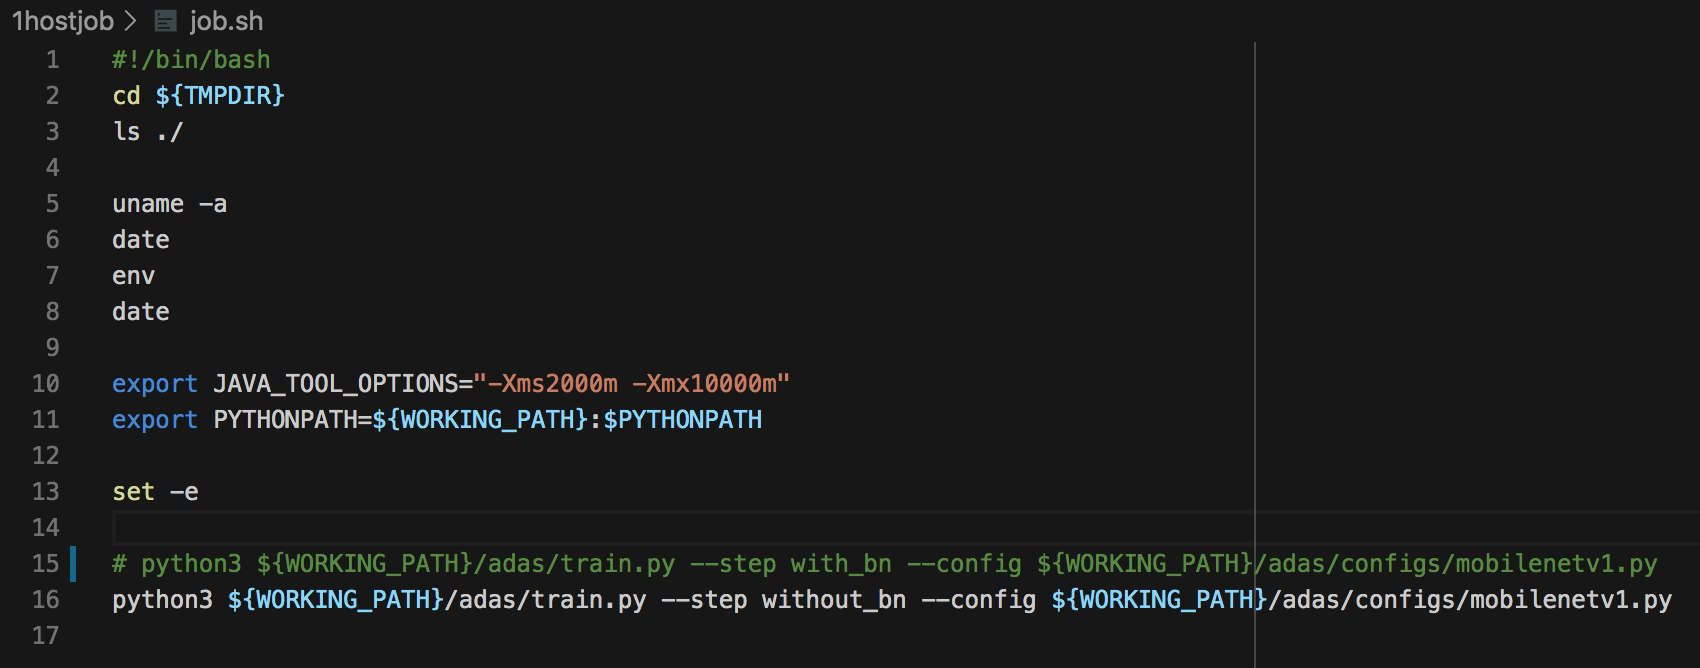 1hostjob > job.sh
1 #!/bin/bash
2 cd ${TMPDIR}
3 ls ./
4
5 uname -a
6 date
7 env
8 date
9
10 export JAVA_TOOL_OPTIONS="-Xms2000m -Xmx10000m"
11 export PYTHONPATH=${WORKING_PATH}:$PYTHONPATH
12
13 set -e
14
15 # python3 ${WORKING_PATH}/adas/train.py --step with_bn --config ${WORKING_PATH}/adas/configs/mobilenetv1.py
16 python3 ${WORKING_PATH}/adas/train.py --step without_bn --config ${WORKING_PATH}/adas/configs/mobilenetv1.py
17